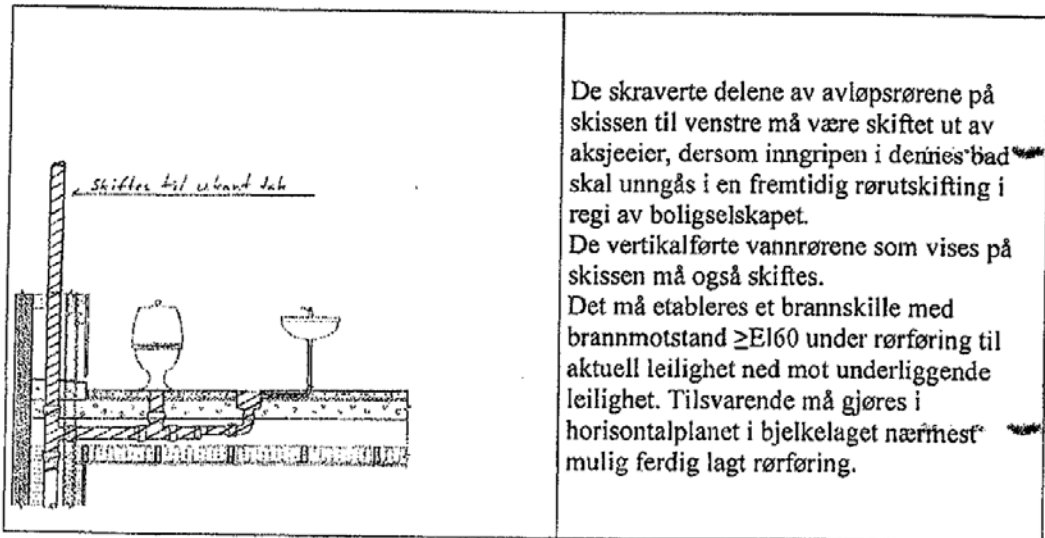 Skiftes til utkant tak
De skraverte delene av avløpsrørene på
skissen til venstre må være skiftet ut av
aksjeeier, dersom inngripen i dennes bad
skal unngås i en fremtidig rørutskifting i
regi av boligselskapet.
De vertikalførte vannrørene som vises på
skissen må også skiftes.
Det må etableres et brannskille med
brannmotstand ≥EI60 under rørføring til
aktuell leilighet ned mot underliggende
leilighet. Tilsvarende må gjøres i
horisontalplanet i bjelkelaget nærmest
mulig ferdig lagt rørføring.